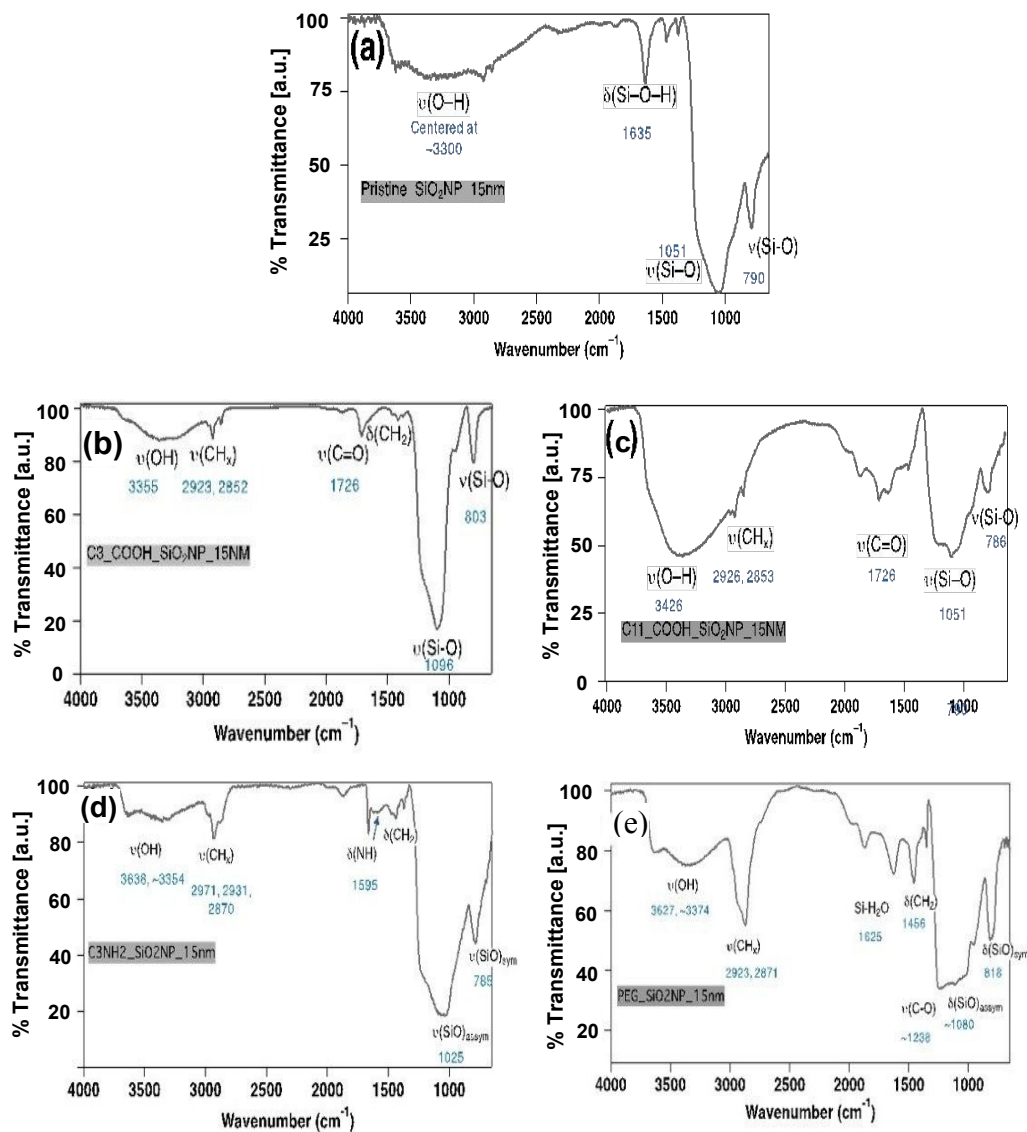 (a)
% Transmittance [a.u.]
100
75
50
25
υ(O–H)
Centered at
~3300
δ(Si–O–H)
1635
Pristine SiO₂NP_15nm
1051
υ(Si–O)
ν(Si-O)
790
4000 3500 3000 2500 2000 1500 1000
Wavenumber (cm⁻¹)
(b)
% Transmittance [a.u.]
100
80
60
40
20
0
υ(OH)
3355
υ(CHₓ)
2923, 2852
υ(C=O)
1726
δ(CH₂)
ν(Si-O)
803
C3_COOH_SiO₂NP_15NM
υ(Si-O)
1096
4000 3500 3000 2500 2000 1500 1000
Wavenumber (cm⁻¹)
(c)
% Transmittance [a.u.]
100
75
50
25
0
υ(O–H)
3426
υ(CHₓ)
2926, 2853
υ(C=O)
1726
υ(Si–O)
1051
ν(Si-O)
786
C11_COOH_SiO₂NP_15NM
4000 3500 3000 2500 2000 1500 1000
Wavenumber (cm⁻¹)
(d)
% Transmittance [a.u.]
100
80
60
40
20
υ(OH)
3636, ~3354
υ(CHₓ)
2971, 2931,
2870
δ(NH)
1595
δ(CH₂)
υ(SiO)sym
785
C3NH2_SiO2NP_15nm
υ(SiO)assym
1025
4000 3500 3000 2500 2000 1500 1000
Wavenumber (cm⁻¹)
(e)
% Transmittance [a.u.]
100
80
60
40
20
υ(OH)
3627, ~3374
υ(CHₓ)
2923, 2871
Si-H₂O
1625
δ(CH₂)
1456
δ(SiO)sym
818
PEG_SiO2NP_15nm
υ(C-O)
~1238
δ(SiO)assym
~1080
4000 3500 3000 2500 2000 1500 1000
Wavenumber (cm⁻¹)